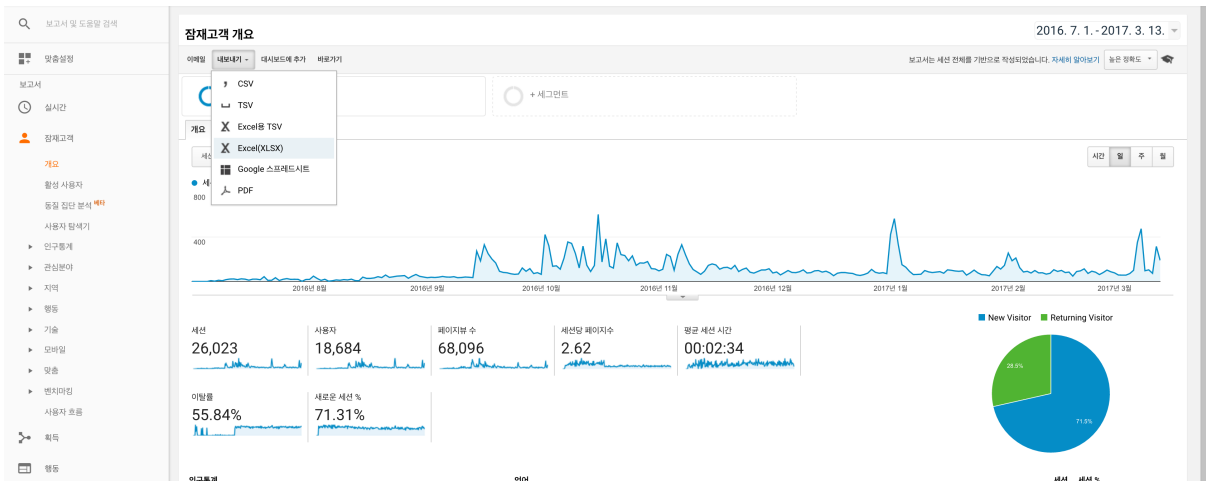 보고서 및 도움말 검색
맞춤설정
보고서
실시간
잠재고객
개요
활성 사용자
동질 집단 분석 베타
사용자 탐색기
인구통계
관심분야
지역
행동
기술
모바일
맞춤
벤치마킹
사용자 흐름
획득
행동
잠재고객 개요
2016. 7. 1. - 2017. 3. 13.
이메일 내보내기 대시보드에 추가 바로가기
보고서는 세션 전체를 기반으로 작성되었습니다. 자세히 알아보기 높은 정확도
CSV
TSV
Excel용 TSV
Excel(XLSX)
Google 스프레드시트
PDF
+ 세그먼트
개요
시간 일 주 월
800
400
2016년 8월 2016년 9월 2016년 10월 2016년 11월 2016년 12월 2017년 1월 2017년 2월 2017년 3월
New Visitor Returning Visitor
세션 사용자 페이지뷰 수 세션당 페이지수 평균 세션 시간
26,023 18,684 68,096 2.62 00:02:34
이탈률 새로운 세션 %
55.84% 71.31%
28.5%
71.5%
인구통계 언어 세션 세션 %